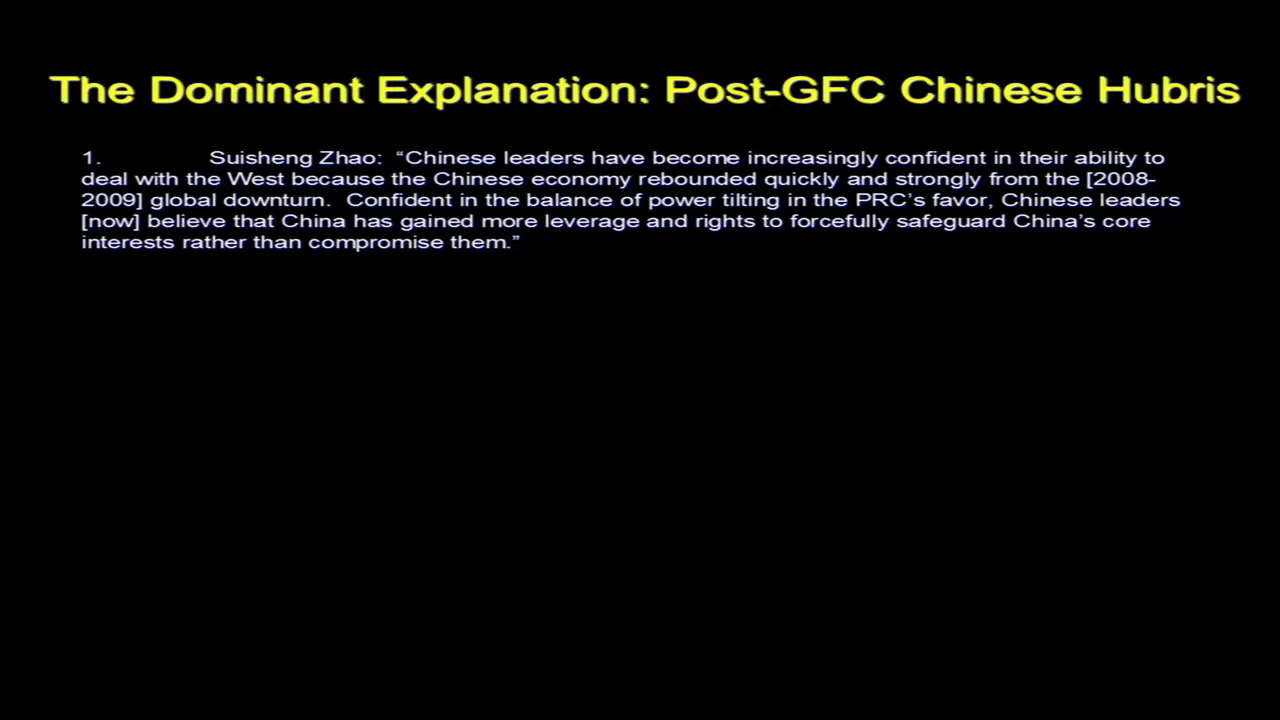 The Dominant Explanation: Post-GFC Chinese Hubris
1. Suisheng Zhao: “Chinese leaders have become increasingly confident in their ability to
deal with the West because the Chinese economy rebounded quickly and strongly from the [2008-
2009] global downturn. Confident in the balance of power tilting in the PRC’s favor, Chinese leaders
[now] believe that China has gained more leverage and rights to forcefully safeguard China’s core
interests rather than compromise them.”